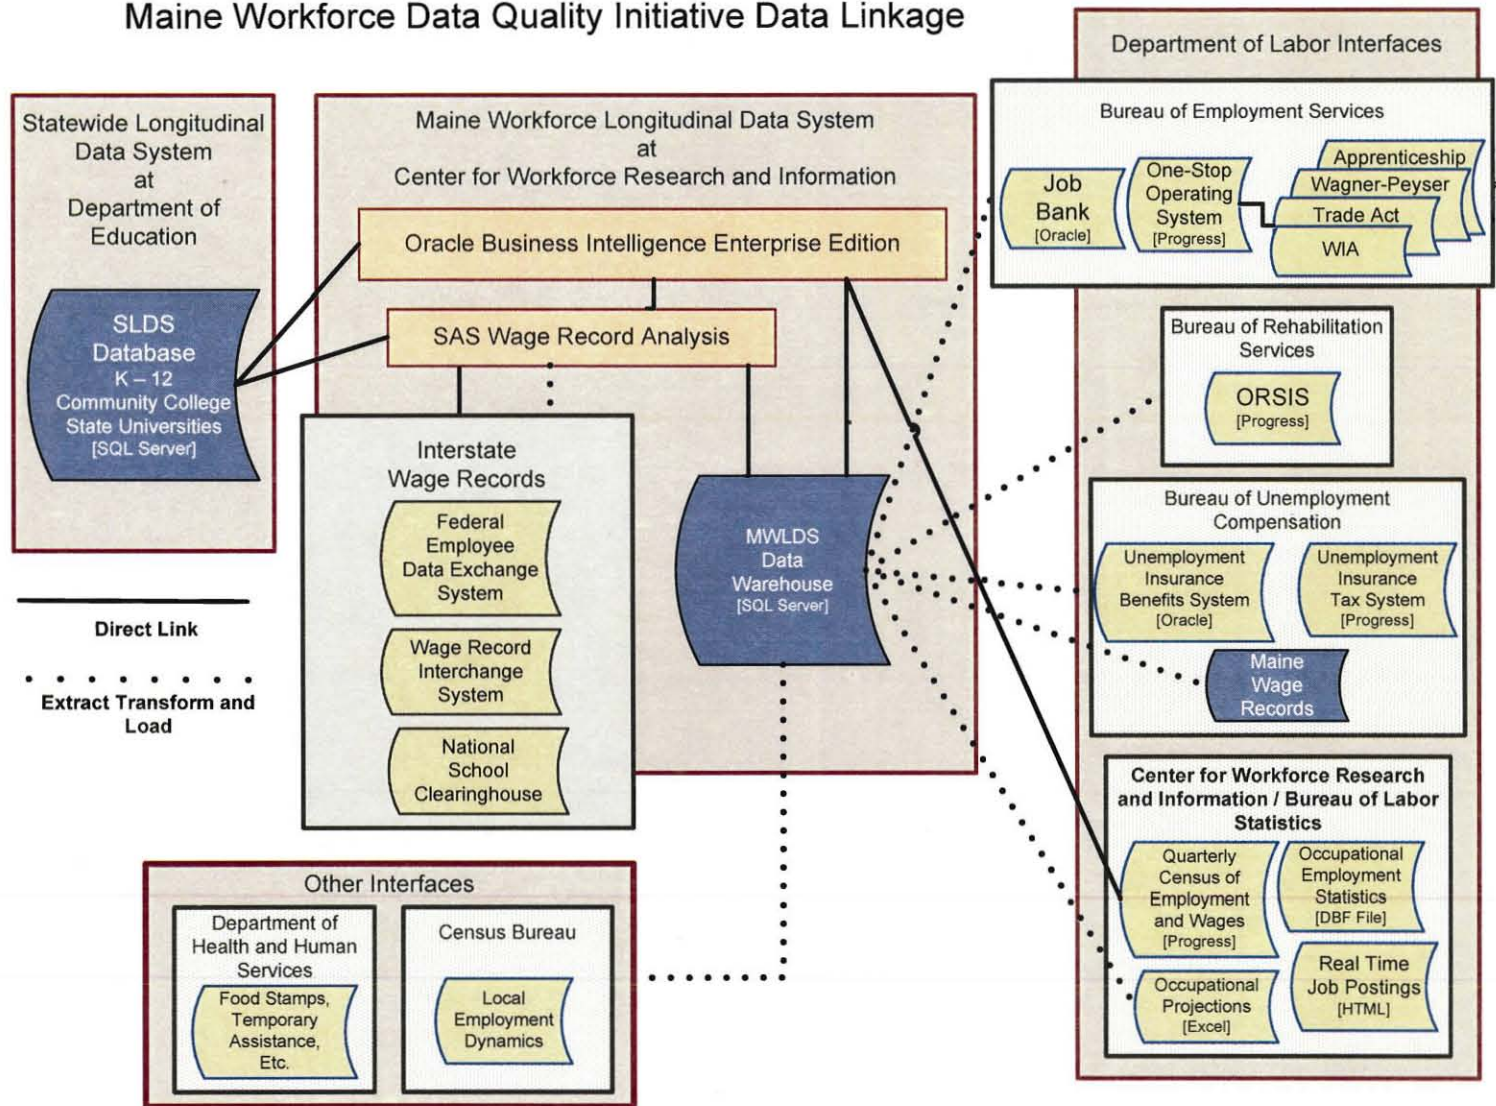 Maine Workforce Data Quality Initiative Data Linkage
Statewide Longitudinal
Data System
at
Department of
Education
SLDS
Database
K – 12
Community College
State Universities
[SQL Server]
Direct Link
Extract Transform and
Load
Maine Workforce Longitudinal Data System
at
Center for Workforce Research and Information
Oracle Business Intelligence Enterprise Edition
SAS Wage Record Analysis
Interstate
Wage Records
Federal
Employee
Data Exchange
System
Wage Record
Interchange
System
National
School
Clearinghouse
MWLDS
Data
Warehouse
[SQL Server]
Other Interfaces
Department of
Health and Human
Services
Food Stamps,
Temporary
Assistance,
Etc.
Census Bureau
Local
Employment
Dynamics
Department of Labor Interfaces
Bureau of Employment Services
Job
Bank
[Oracle]
One-Stop
Operating
System
[Progress]
Apprenticeship
Wagner-Peyser
Trade Act
WIA
Bureau of Rehabilitation
Services
ORSIS
[Progress]
Bureau of Unemployment
Compensation
Unemployment
Insurance
Benefits System
[Oracle]
Unemployment
Insurance
Tax System
[Progress]
Maine
Wage
Records
Center for Workforce Research
and Information / Bureau of Labor
Statistics
Quarterly
Census of
Employment
and Wages
[Progress]
Occupational
Employment
Statistics
[DBF File]
Occupational
Projections
[Excel]
Real Time
Job Postings
[HTML]